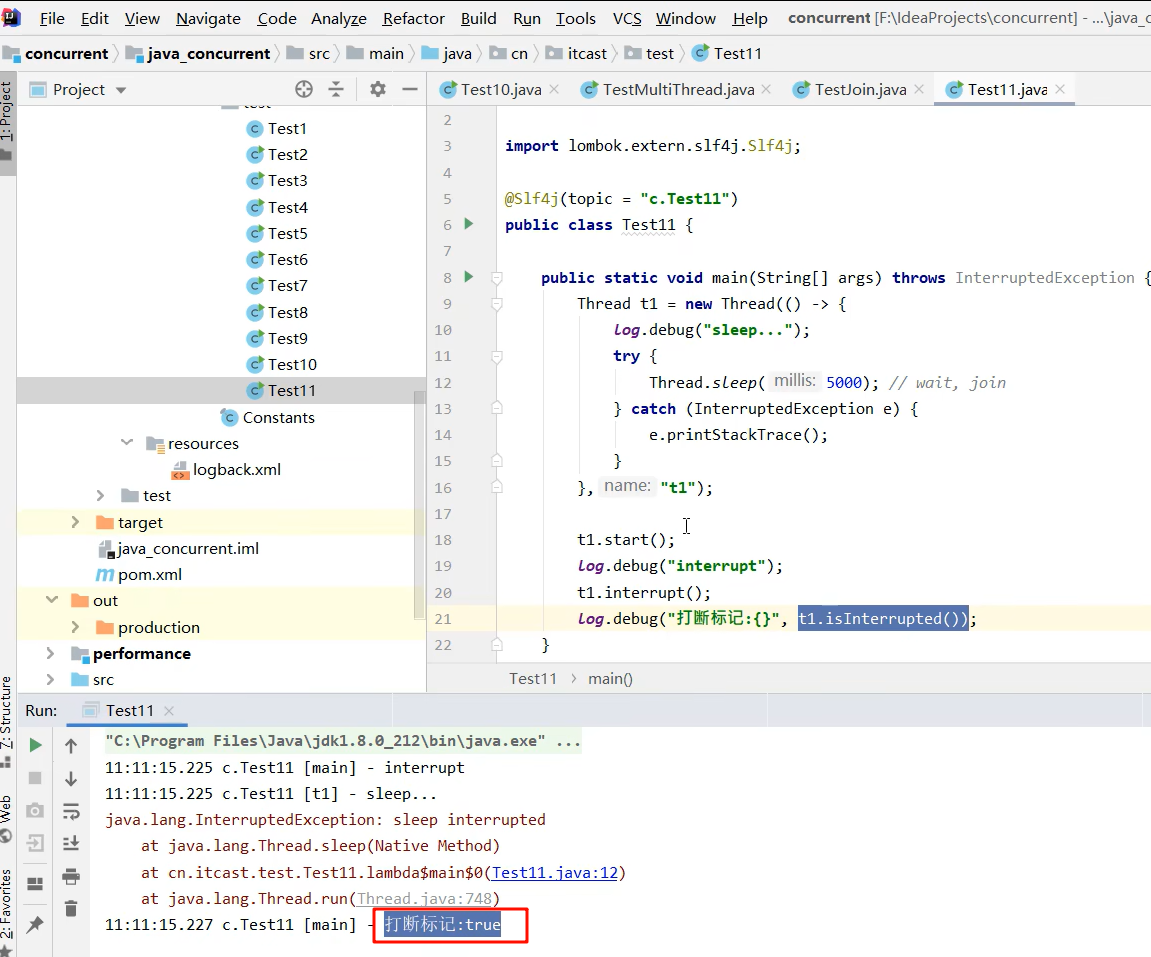 File Edit View Navigate Code Analyze Refactor Build Run Tools VCS Window Help concurrent [F:\IdeaProjects\concurrent] - ...\java_c
concurrent java_concurrent src main java cn itcast test Test11
1: Project
Project
Test10.java TestMultiThread.java TestJoin.java Test11.java
test
Test1
Test2
Test3
Test4
Test5
Test6
Test7
Test8
Test9
Test10
Test11
Constants
resources
logback.xml
test
target
java_concurrent.iml
pom.xml
out
production
performance
src
2
3 import lombok.extern.slf4j.Slf4j;
4
5 @Slf4j(topic = "c.Test11")
6 public class Test11 {
7
8 public static void main(String[] args) throws InterruptedException {
9 Thread t1 = new Thread(() -> {
10 log.debug("sleep...");
11 try {
12 Thread.sleep( millis: 5000); // wait, join
13 } catch (InterruptedException e) {
14 e.printStackTrace();
15 }
16 }, name: "t1");
17
18 t1.start();
19 log.debug("interrupt");
20 t1.interrupt();
21 log.debug("打断标记:{}", t1.isInterrupted());
22 }
Test11 main()
7: Structure
Web
2: Favorites
Run: Test11
"C:\Program Files\Java\jdk1.8.0_212\bin\java.exe" ...
11:11:15.225 c.Test11 [main] - interrupt
11:11:15.225 c.Test11 [t1] - sleep...
java.lang.InterruptedException: sleep interrupted
at java.lang.Thread.sleep(Native Method)
at cn.itcast.test.Test11.lambda$main$0(Test11.java:12)
at java.lang.Thread.run(Thread.java:748)
11:11:15.227 c.Test11 [main] - 打断标记:true